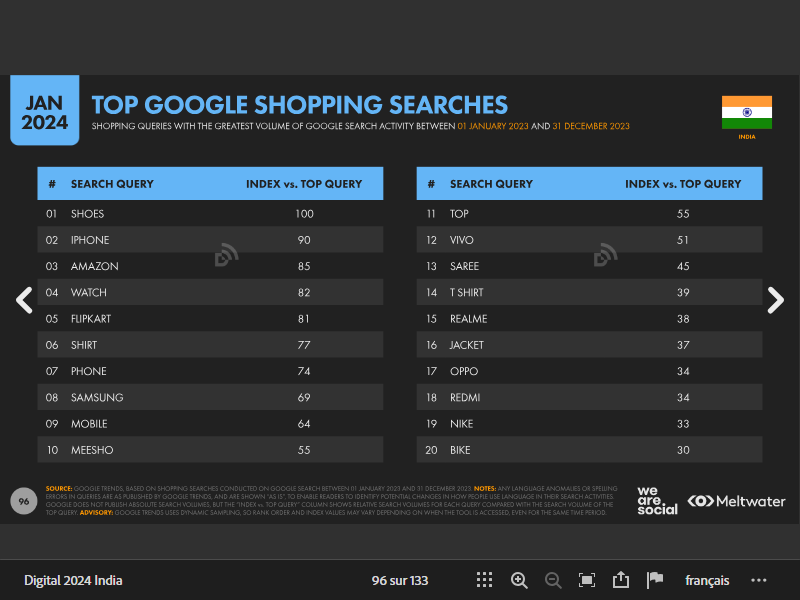 JAN
2024
TOP GOOGLE SHOPPING SEARCHES
SHOPPING QUERIES WITH THE GREATEST VOLUME OF GOOGLE SEARCH ACTIVITY BETWEEN 01 JANUARY 2023 AND 31 DECEMBER 2023
INDIA
# SEARCH QUERY INDEX vs. TOP QUERY
01 SHOES 100
02 IPHONE 90
03 AMAZON 85
04 WATCH 82
05 FLIPKART 81
06 SHIRT 77
07 PHONE 74
08 SAMSUNG 69
09 MOBILE 64
10 MEESHO 55
# SEARCH QUERY INDEX vs. TOP QUERY
11 TOP 55
12 VIVO 51
13 SAREE 45
14 T SHIRT 39
15 REALME 38
16 JACKET 37
17 OPPO 34
18 REDMI 34
19 NIKE 33
20 BIKE 30
96
SOURCE: GOOGLE TRENDS, BASED ON SHOPPING SEARCHES CONDUCTED ON GOOGLE SEARCH BETWEEN 01 JANUARY 2023 AND 31 DECEMBER 2023. NOTES: ANY LANGUAGE ANOMALIES OR SPELLING
ERRORS IN QUERIES ARE AS PUBLISHED BY GOOGLE TRENDS, AND ARE SHOWN "AS IS", TO ENABLE READERS TO IDENTIFY POTENTIAL CHANGES IN HOW PEOPLE USE LANGUAGE IN THEIR SEARCH ACTIVITIES.
GOOGLE DOES NOT PUBLISH ABSOLUTE SEARCH VOLUMES, BUT THE "INDEX vs. TOP QUERY" COLUMN SHOWS RELATIVE SEARCH VOLUMES FOR EACH QUERY COMPARED WITH THE SEARCH VOLUME OF THE
TOP QUERY. ADVISORY: GOOGLE TRENDS USES DYNAMIC SAMPLING, SO RANK ORDER AND INDEX VALUES MAY VARY DEPENDING ON WHEN THE TOOL IS ACCESSED, EVEN FOR THE SAME TIME PERIOD.
we
are.
social
Meltwater
Digital 2024 India
96 sur 133
français